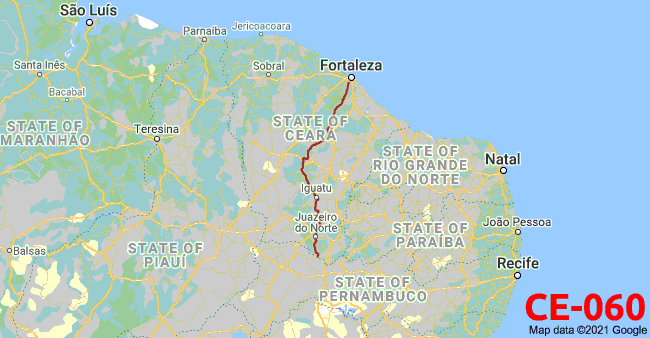 São Luís
Parnaíba
Jericoacoara
Santa Inês
Sobral
Fortaleza
Bacabal
STATE OF
MARANHÃO
Teresina
STATE OF
CEARÁ
STATE OF
RIO GRANDE
DO NORTE
Natal
Iguatu
Juazeiro
do Norte
João Pessoa
STATE OF
PARAÍBA
Balsas
STATE OF
PIAUÍ
Recife
STATE OF
PERNAMBUCO
CE-060
Map data ©2021 Google